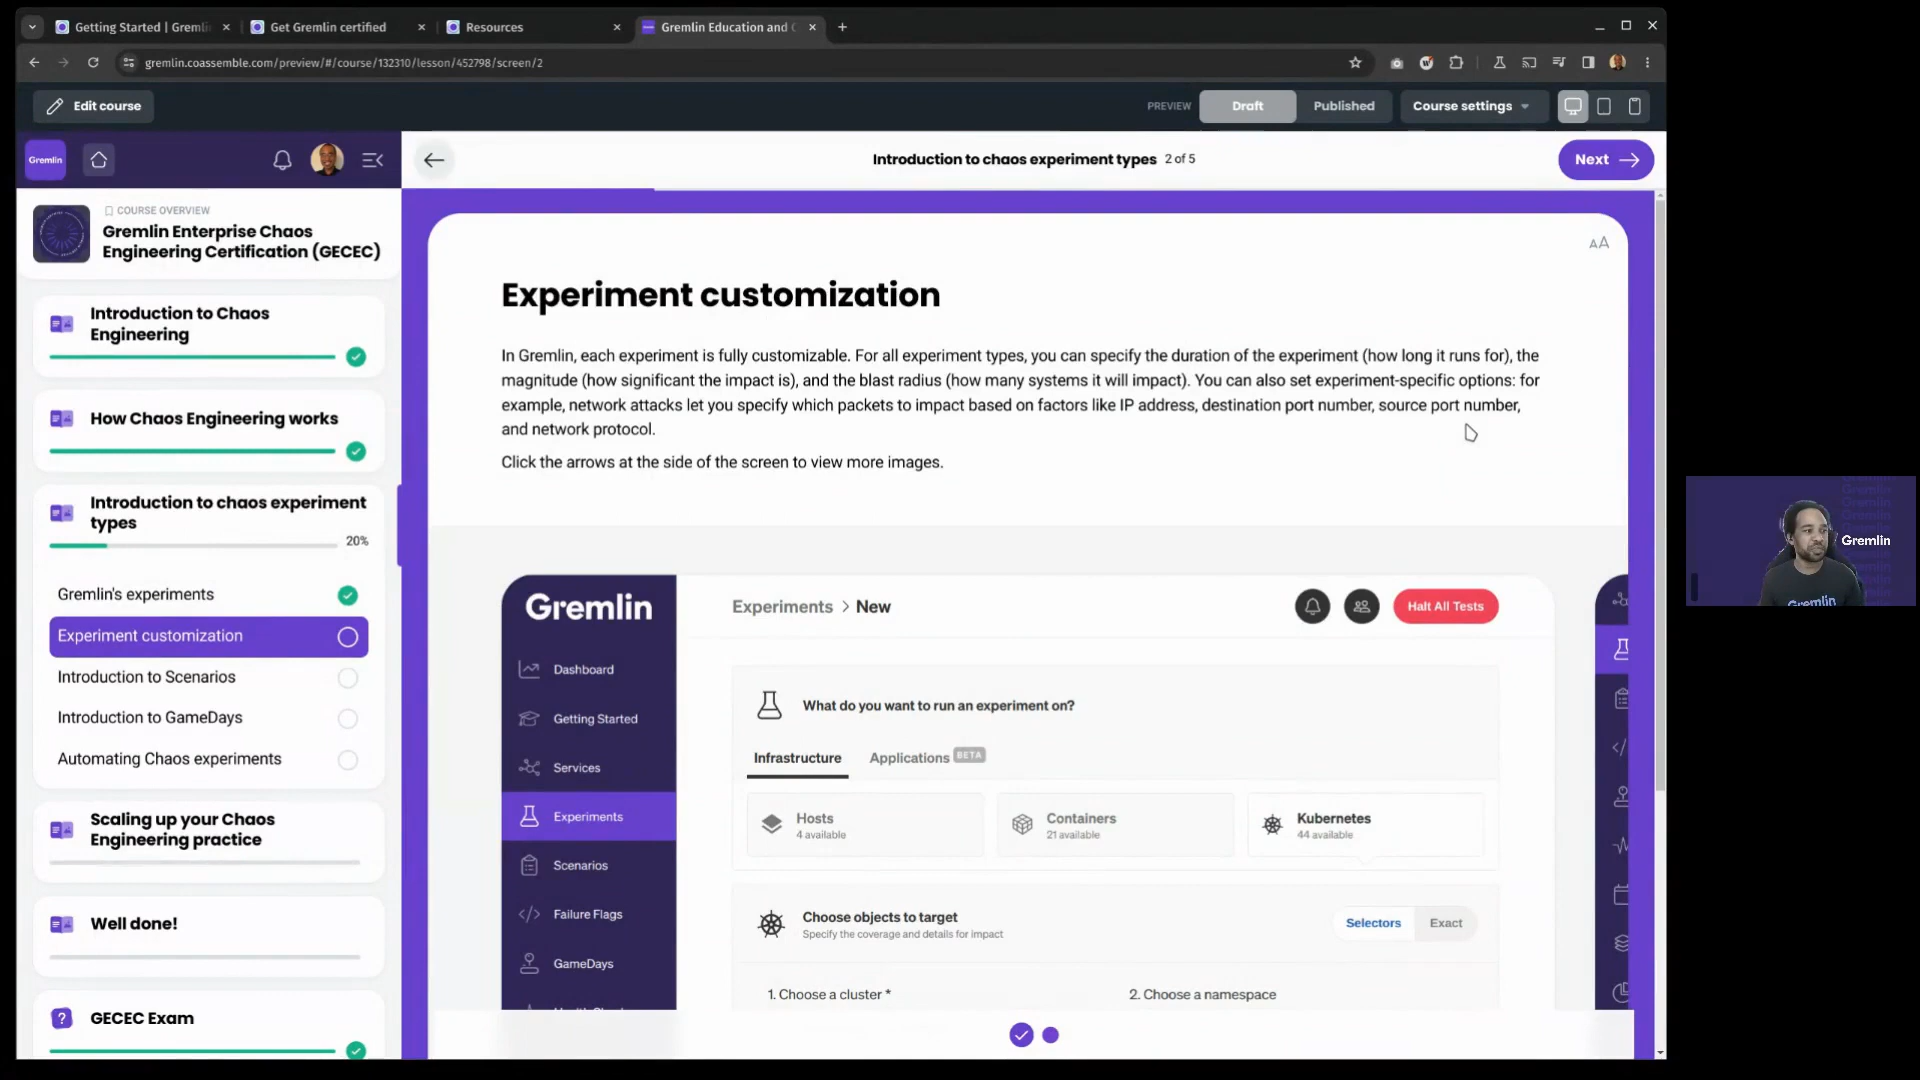 Getting Started | Gremli
Get Gremlin certified
Resources
Gremlin Education and C
gremlin.coassemble.com/preview/#/course/132310/lesson/452798/screen/2
Edit course
PREVIEW
Draft
Published
Course settings
Gremlin
Introduction to chaos experiment types 2 of 5
Next
COURSE OVERVIEW
Gremlin Enterprise Chaos
Engineering Certification (GECEC)
Introduction to Chaos
Engineering
How Chaos Engineering works
Introduction to chaos experiment
types
20%
Gremlin's experiments
Experiment customization
Introduction to Scenarios
Introduction to GameDays
Automating Chaos experiments
Scaling up your Chaos
Engineering practice
Well done!
GECEC Exam
AA
Experiment customization
In Gremlin, each experiment is fully customizable. For all experiment types, you can specify the duration of the experiment (how long it runs for), the
magnitude (how significant the impact is), and the blast radius (how many systems it will impact). You can also set experiment-specific options: for
example, network attacks let you specify which packets to impact based on factors like IP address, destination port number, source port number,
and network protocol.
Click the arrows at the side of the screen to view more images.
Gremlin
Dashboard
Getting Started
Services
Experiments
Scenarios
Failure Flags
GameDays
Experiments > New
Halt All Tests
What do you want to run an experiment on?
Infrastructure
Applications BETA
Hosts
4 available
Containers
21 available
Kubernetes
44 available
Choose objects to target
Specify the coverage and details for impact
Selectors
Exact
1. Choose a cluster *
2. Choose a namespace
Gremlin
Gremlin